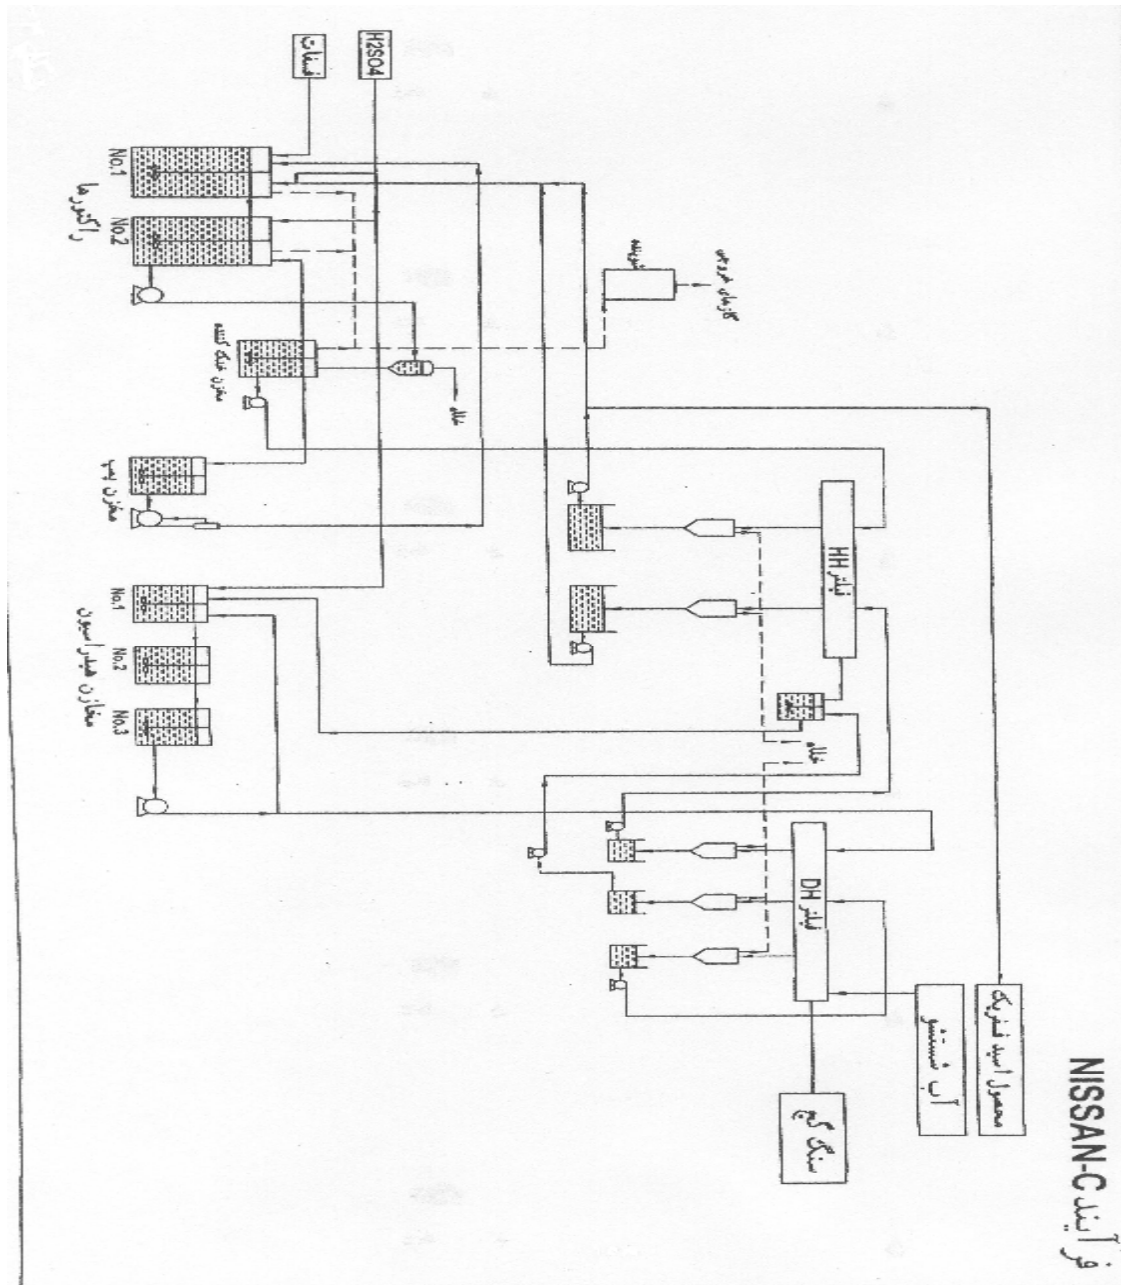 فرآیند NISSAN-C
فسفات
H2SO4
No.1
No.2
راکتورها
شوینده
گازهای خروجی
مخزن خنک کننده
خلاء
مخزن پمپ
No.1
No.2
No.3
مخازن هیدراسیون
فیلتر HH
خلاء
فیلتر DH
محصول اسید فسفریک
آب شستشو
سنگ گچ